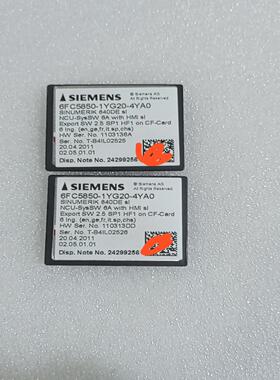 SIEMENS
© Siemens AG
All Rights Reserved.
6FC5850-1YG20-4YA0
SINUMERIK 840DE sl
NCU-SysSW 6A with HMI sl
Export SW 2.5 SP1 HF1 on CF-Card
6 lng. (en,ge,fr,it,sp,chs)
HW Ser. No.: 1103136A
Ser. No.: T-B4IL02525
20.04.2011
02.05.01.01
Disp. Note No. 24299256
SIEMENS
© Siemens AG
All Rights Reserved.
6FC5850-1YG20-4YA0
SINUMERIK 840DE sl
NCU-SysSW 6A with HMI sl
Export SW 2.5 SP1 HF1 on CF-Card
6 lng. (en,ge,fr,it,sp,chs)
HW Ser. No.: 110313DD
Ser. No.: T-B4IL02526
20.04.2011
02.05.01.01
Disp. Note No. 24299256